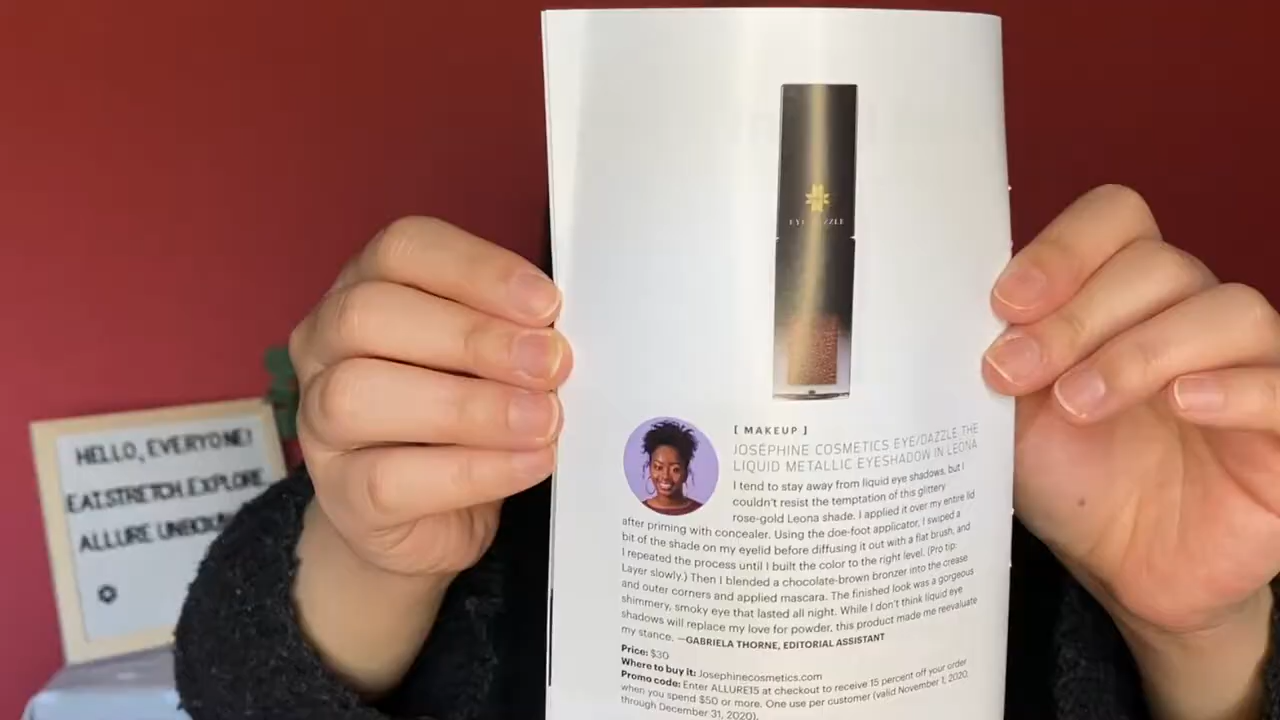 HELLO, EVERYONE!
EAT.STRETCH.EXPLORE
ALLURE
EYE DAZZLE
[ MAKEUP ]
JOSEPHINE COSMETICS EYE/DAZZLE THE
LIQUID METALLIC EYESHADOW IN LEONA
I tend to stay away from liquid eye shadows, but I
couldn't resist the temptation of this glittery
rose-gold Leona shade. I applied it over my entire lid
after priming with concealer. Using the doe-foot applicator, I swiped a
bit of the shade on my eyelid before diffusing it out with a flat brush, and
I repeated the process until I built the color to the right level. (Pro tip:
Layer slowly.) Then I blended a chocolate-brown bronzer into the crease
and outer corners and applied mascara. The finished look was a gorgeous
shimmery, smoky eye that lasted all night. While I don't think liquid eye
shadows will replace my love for powder, this product made me reevaluate
my stance. —GABRIELA THORNE, EDITORIAL ASSISTANT
Price: $30
Where to buy it: Josephinecosmetics.com
Promo code: Enter ALLURE15 at checkout to receive 15 percent off your order
when you spend $50 or more. One use per customer (valid November 1, 2020,
through December 31, 2020).